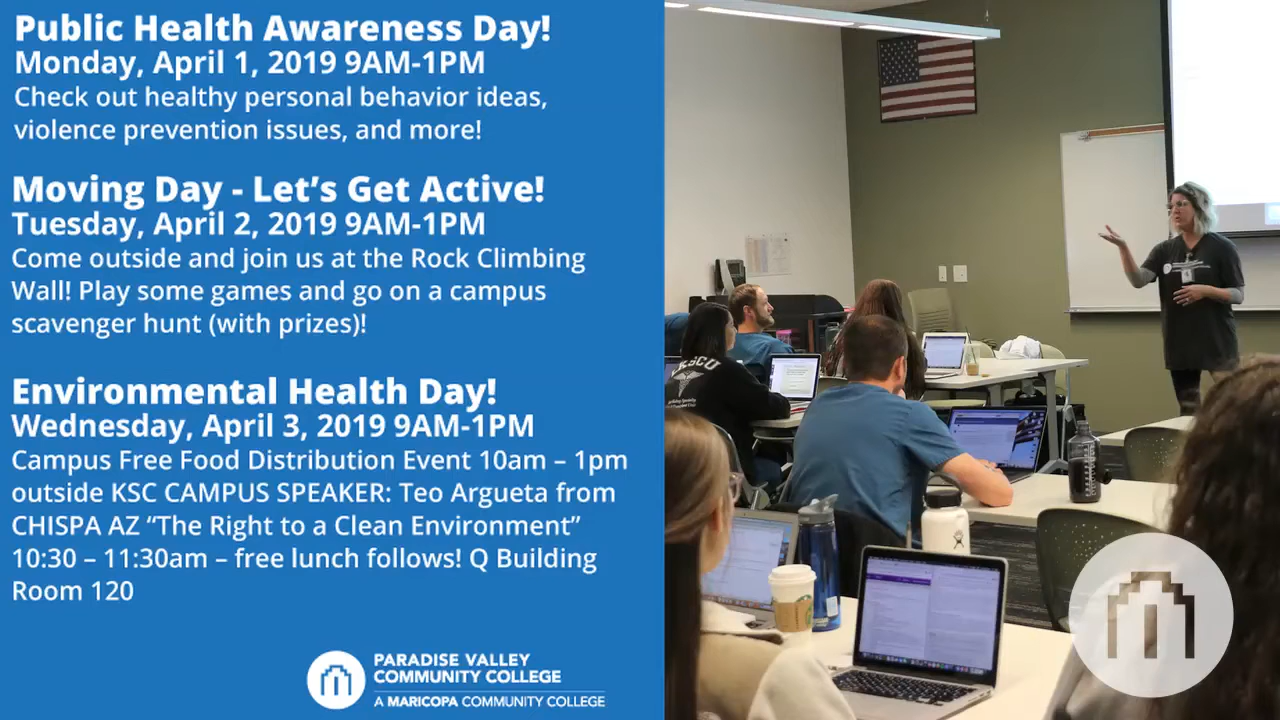 Public Health Awareness Day!
Monday, April 1, 2019 9AM-1PM
Check out healthy personal behavior ideas,
violence prevention issues, and more!
Moving Day - Let’s Get Active!
Tuesday, April 2, 2019 9AM-1PM
Come outside and join us at the Rock Climbing
Wall! Play some games and go on a campus
scavenger hunt (with prizes)!
Environmental Health Day!
Wednesday, April 3, 2019 9AM-1PM
Campus Free Food Distribution Event 10am – 1pm
outside KSC CAMPUS SPEAKER: Teo Argueta from
CHISPA AZ “The Right to a Clean Environment”
10:30 – 11:30am – free lunch follows! Q Building
Room 120
PARADISE VALLEY
COMMUNITY COLLEGE
A MARICOPA COMMUNITY COLLEGE